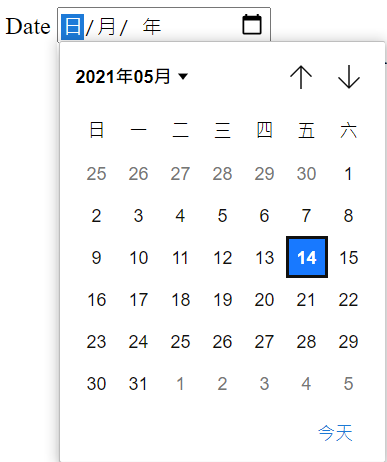 Date 日/月/ 年
2021年05月
日 一 二 三 四 五 六
25 26 27 28 29 30 1
2 3 4 5 6 7 8
9 10 11 12 13 14 15
16 17 18 19 20 21 22
23 24 25 26 27 28 29
30 31 1 2 3 4 5
今天